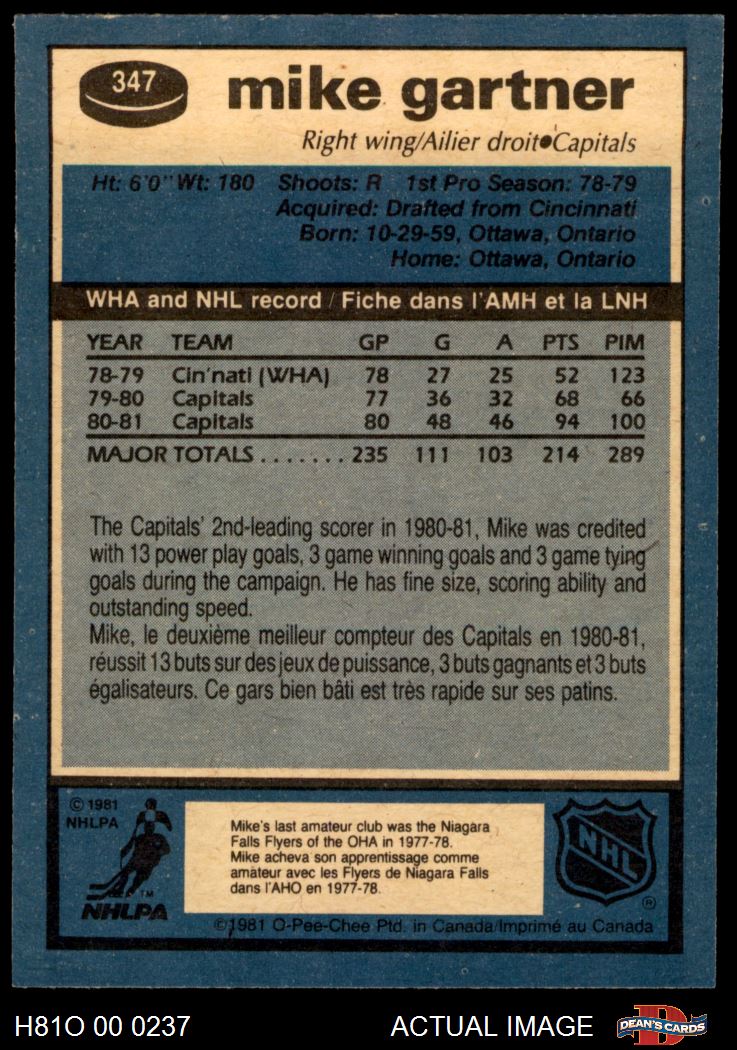 347
mike gartner
Right wing/Ailier droit●Capitals
Ht: 6'0" Wt: 180 Shoots: R 1st Pro Season: 78-79
Acquired: Drafted from Cincinnati
Born: 10-29-59, Ottawa, Ontario
Home: Ottawa, Ontario
WHA and NHL record / Fiche dans l'AMH et la LNH
YEAR TEAM GP G A PTS PIM
78-79 Cin'nati (WHA) 78 27 25 52 123
79-80 Capitals 77 36 32 68 66
80-81 Capitals 80 48 46 94 100
MAJOR TOTALS ....... 235 111 103 214 289
The Capitals' 2nd-leading scorer in 1980-81, Mike was credited
with 13 power play goals, 3 game winning goals and 3 game tying
goals during the campaign. He has fine size, scoring ability and
outstanding speed.
Mike, le deuxième meilleur compteur des Capitals en 1980-81,
réussit 13 buts sur des jeux de puissance, 3 buts gagnants et 3 buts
égalisateurs. Ce gars bien bâti est très rapide sur ses patins.
© 1981
NHLPA
TM
NHLPA
Mike's last amateur club was the Niagara
Falls Flyers of the OHA in 1977-78.
Mike acheva son apprentissage comme
amateur avec les Flyers de Niagara Falls
dans l'AHO en 1977-78.
NHL
®
© 1981 O-Pee-Chee Ptd. in Canada/Imprimé au Canada
H81O 00 0237
ACTUAL IMAGE
D
DEAN'S CARDS